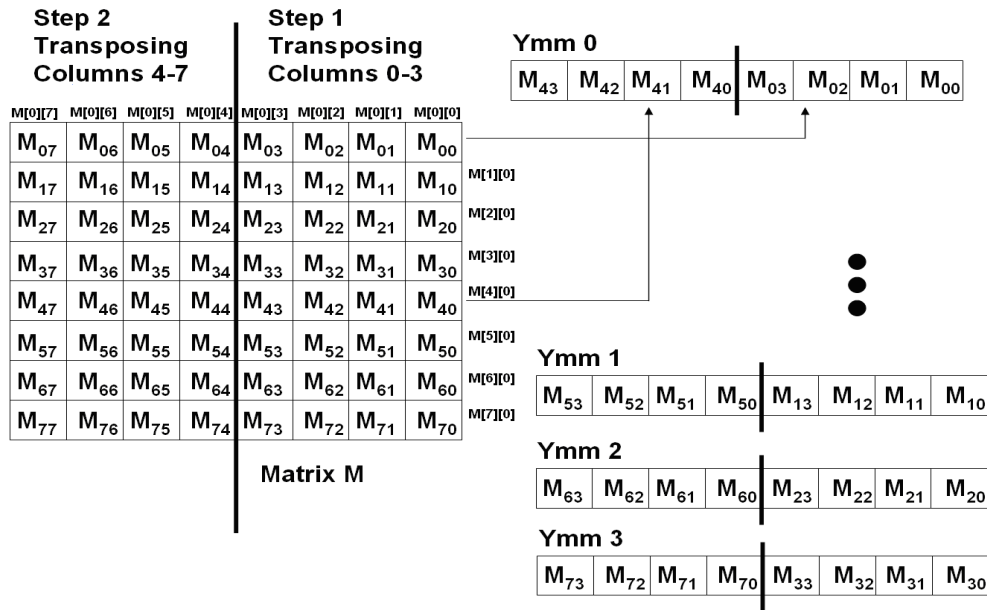 Step 2
Transposing
Columns 4-7
Step 1
Transposing
Columns 0-3
Ymm 0
M43 M42 M41 M40 M03 M02 M01 M00
M[0][7] M[0][6] M[0][5] M[0][4] M[0][3] M[0][2] M[0][1] M[0][0]
M07 M06 M05 M04 M03 M02 M01 M00
M17 M16 M15 M14 M13 M12 M11 M10 M[1][0]
M27 M26 M25 M24 M23 M22 M21 M20 M[2][0]
M37 M36 M35 M34 M33 M32 M31 M30 M[3][0]
M47 M46 M45 M44 M43 M42 M41 M40 M[4][0]
M57 M56 M55 M54 M53 M52 M51 M50 M[5][0]
M67 M66 M65 M64 M63 M62 M61 M60 M[6][0]
M77 M76 M75 M74 M73 M72 M71 M70 M[7][0]
Matrix M
Ymm 1
M53 M52 M51 M50 M13 M12 M11 M10
Ymm 2
M63 M62 M61 M60 M23 M22 M21 M20
Ymm 3
M73 M72 M71 M70 M33 M32 M31 M30